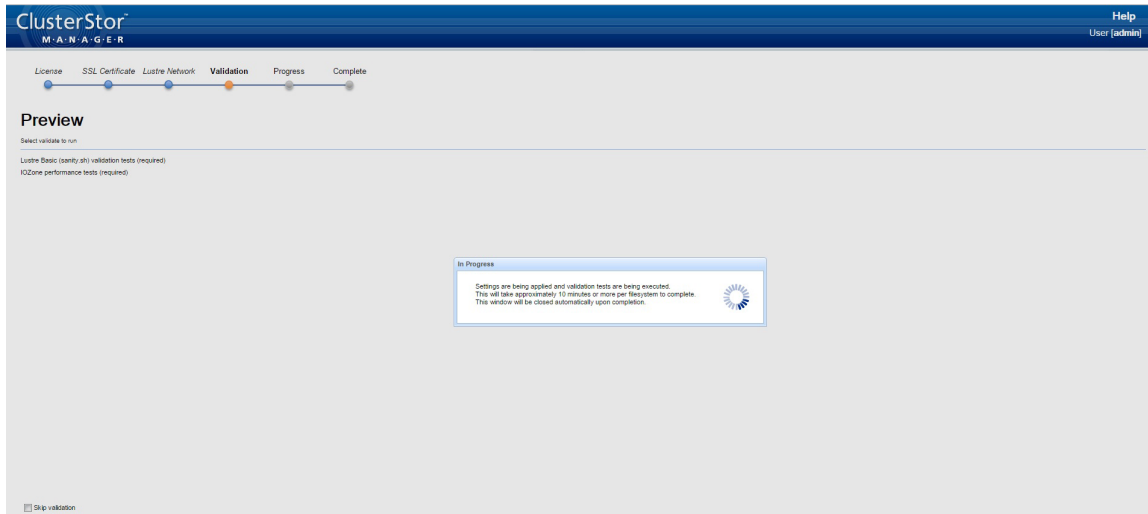 ClusterStor™
M·A·N·A·G·E·R
Help
User [admin]
License SSL Certificate Lustre Network Validation Progress Complete
Preview
Select validate to run
Lustre Basic (sanity.sh) validation tests (required)
IOZone performance tests (required)
In Progress
Settings are being applied and validation tests are being executed.
This will take approximately 10 minutes or more per filesystem to complete.
This window will be closed automatically upon completion.
Skip validation